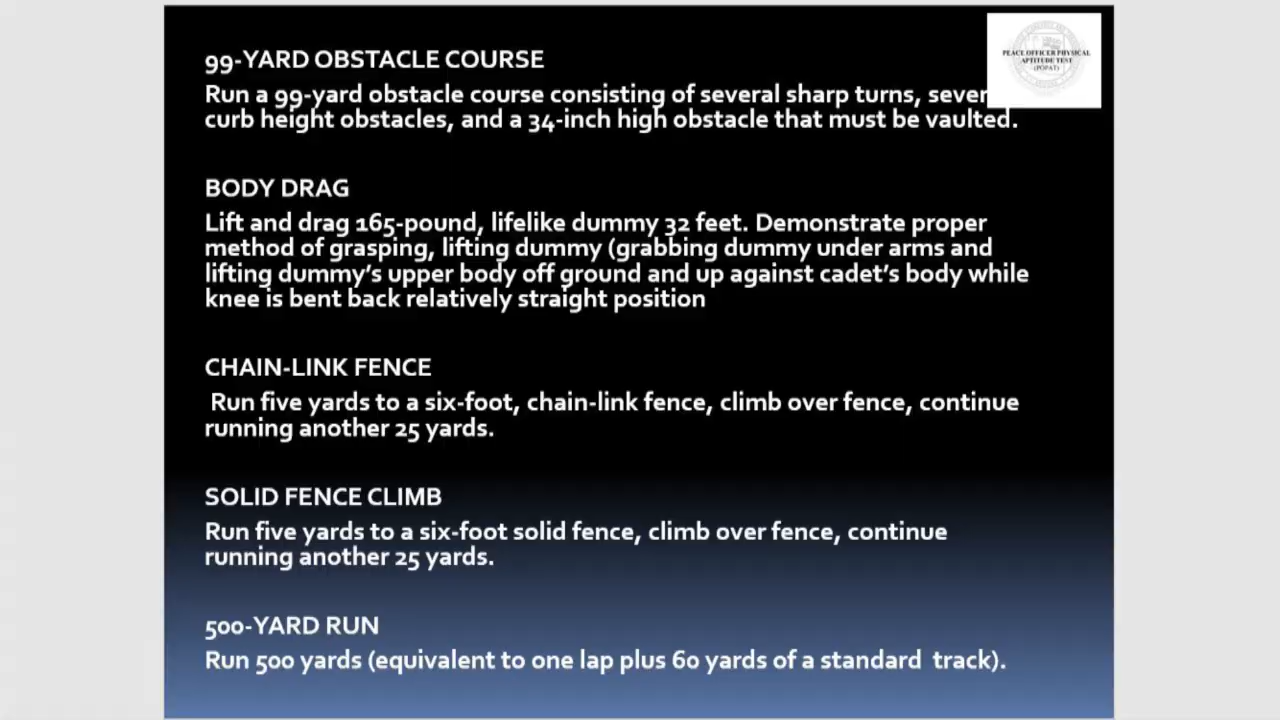 99-YARD OBSTACLE COURSE
PEACE OFFICER PHYSICAL
APTITUDE TEST
(POPAT)
Run a 99-yard obstacle course consisting of several sharp turns,
curb height obstacles, and a 34-inch high obstacle that must be vaulted.
BODY DRAG
Lift and drag 165-pound, lifelike dummy 32 feet. Demonstrate proper
method of grasping, lifting dummy (grabbing dummy under arms and
lifting dummy's upper body off ground and up against cadet's body while
knee is bent back relatively straight position
CHAIN-LINK FENCE
Run five yards to a six-foot, chain-link fence, climb over fence, continue
running another 25 yards.
SOLID FENCE CLIMB
Run five yards to a six-foot solid fence, climb over fence, continue
running another 25 yards.
500-YARD RUN
Run 500 yards (equivalent to one lap plus 60 yards of a standard track).